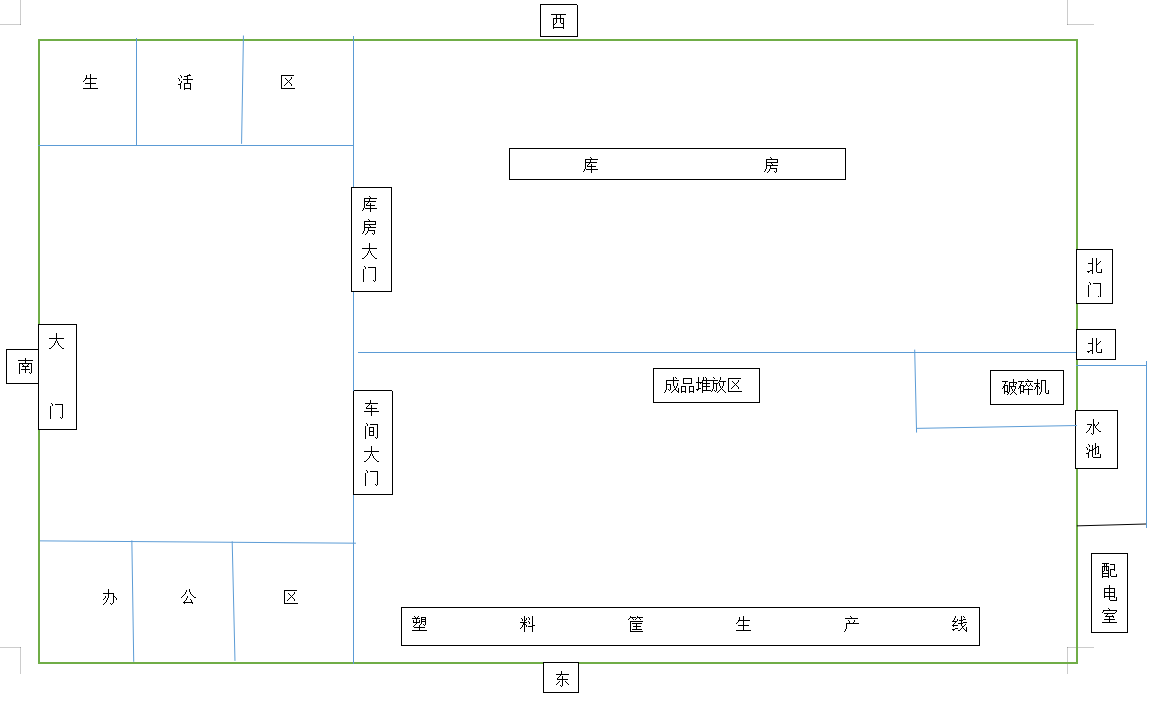 西
生 活 区
库 房
库房大门
北门
大 门
南
北
成品堆放区
破碎机
车间大门
水池
配电室
办 公 区
塑 料 筐 生 产 线
东